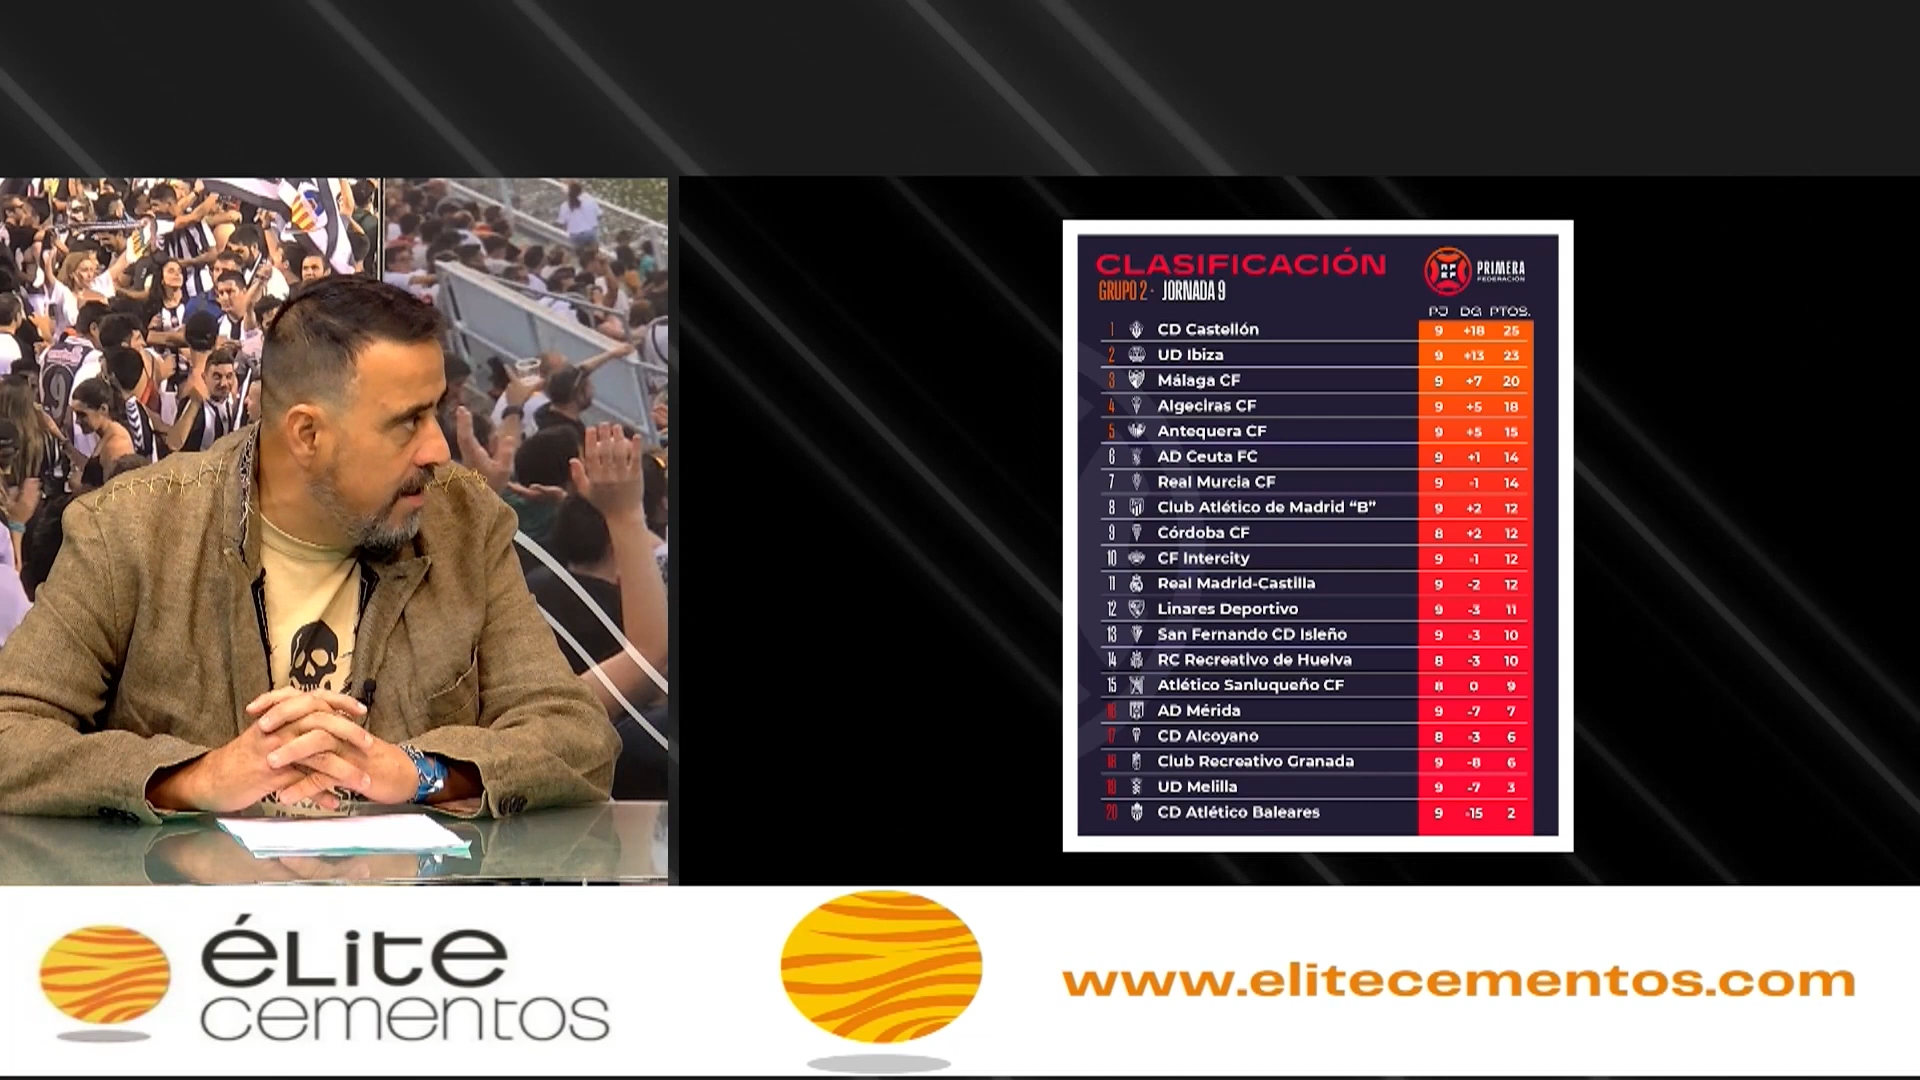 CLASIFICACIÓN
PRIMERA
FEDERACIÓN
GRUPO 2 · JORNADA 9
PJ DG PTOS.
1 CD Castellón 9 +18 25
2 UD Ibiza 9 +13 23
3 Málaga CF 9 +7 20
4 Algeciras CF 9 +5 18
5 Antequera CF 9 +5 15
6 AD Ceuta FC 9 +1 14
7 Real Murcia CF 9 -1 14
8 Club Atlético de Madrid “B” 9 +2 12
9 Córdoba CF 8 +2 12
10 CF Intercity 9 -1 12
11 Real Madrid-Castilla 9 -2 12
12 Linares Deportivo 9 -3 11
13 San Fernando CD Isleño 9 -3 10
14 RC Recreativo de Huelva 8 -3 10
15 Atlético Sanluqueño CF 8 0 9
16 AD Mérida 9 -7 7
17 CD Alcoyano 8 -3 6
18 Club Recreativo Granada 9 -8 6
19 UD Melilla 9 -7 3
20 CD Atlético Baleares 9 -15 2
éLitE
cementos
www.elitecementos.com